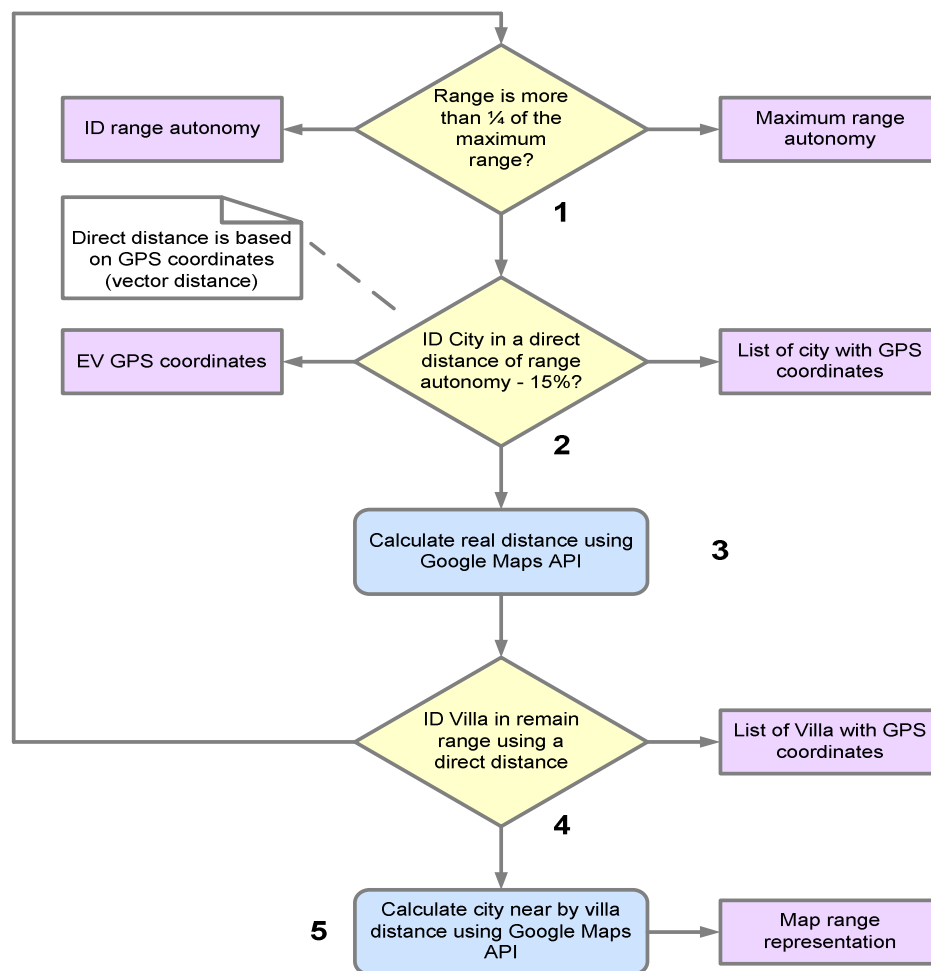 Range is more
than ¼ of the
maximum
range?
ID range autonomy
Maximum range
autonomy
1
Direct distance is based
on GPS coordinates
(vector distance)
ID City in a direct
distance of range
autonomy - 15%?
EV GPS coordinates
List of city with GPS
coordinates
2
Calculate real distance using
Google Maps API
3
ID Villa in remain
range using a
direct distance
List of Villa with GPS
coordinates
4
Calculate city near by villa
distance using Google Maps
API
5
Map range
representation